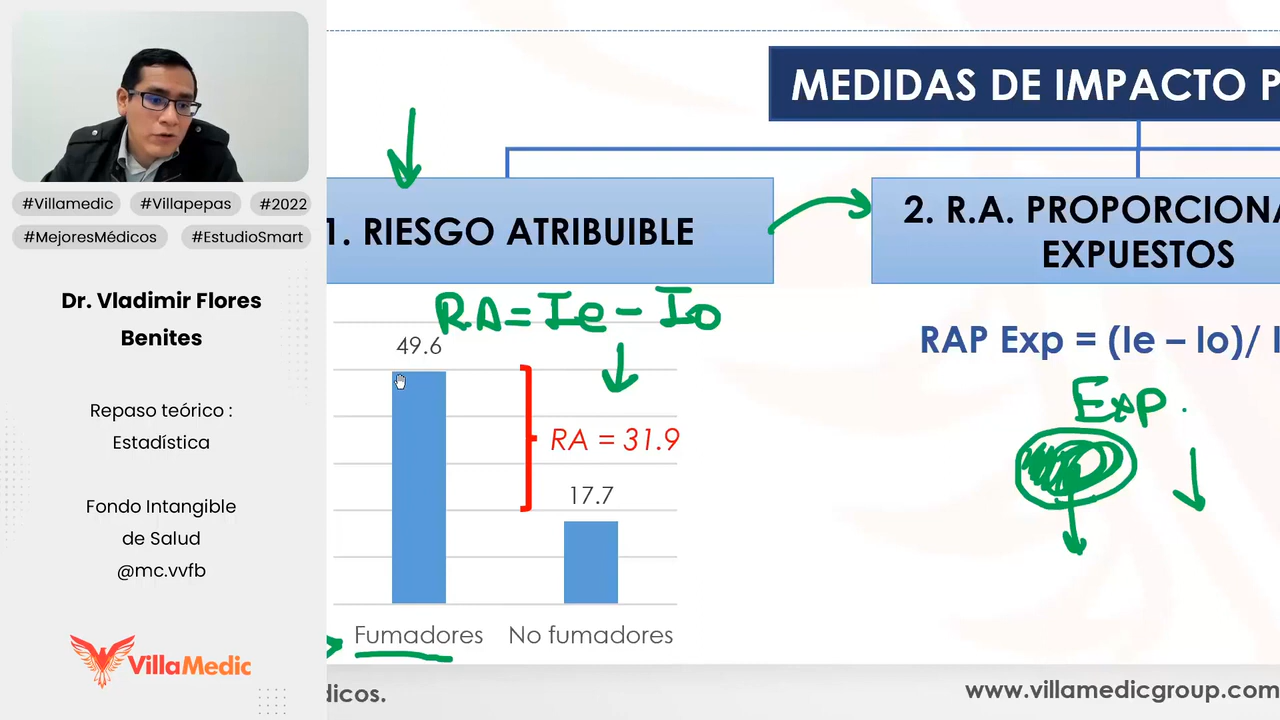 #Villamedic #Villapepas #2022
#MejoresMédicos #EstudioSmart
Dr. Vladimir Flores
Benites
Repaso teórico :
Estadística
Fondo Intangible
de Salud
@mc.vvfb
VillaMedic
MEDIDAS DE IMPACTO P
1. RIESGO ATRIBUIBLE
RA = Ie - Io
49.6
RA = 31.9
17.7
Fumadores No fumadores
2. R.A. PROPORCIONA
EXPUESTOS
RAP Exp = (Ie – Io)/ I
Exp.
dicos.
www.villamedicgroup.com